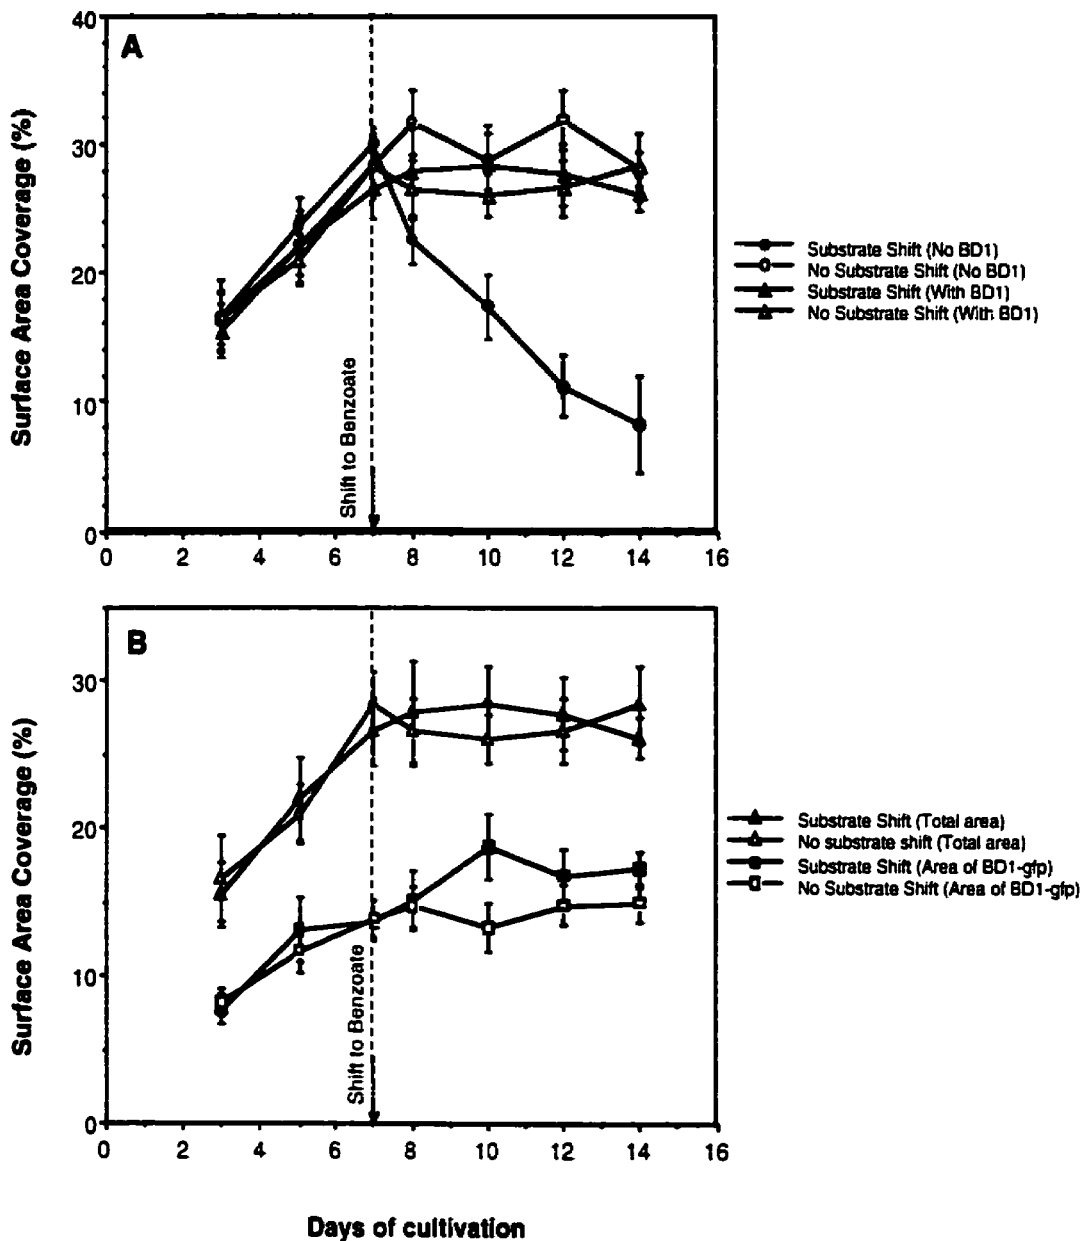 A
40
30
20
10
0
Surface Area Coverage (%)
Shift to Benzoate
0 2 4 6 8 10 12 14 16
Substrate Shift (No BD1)
No Substrate Shift (No BD1)
Substrate Shift (With BD1)
No Substrate Shift (With BD1)
B
30
20
10
0
Surface Area Coverage (%)
Shift to Benzoate
0 2 4 6 8 10 12 14 16
Substrate Shift (Total area)
No substrate shift (Total area)
Substrate Shift (Area of BD1-gfp)
No Substrate Shift (Area of BD1-gfp)
Days of cultivation